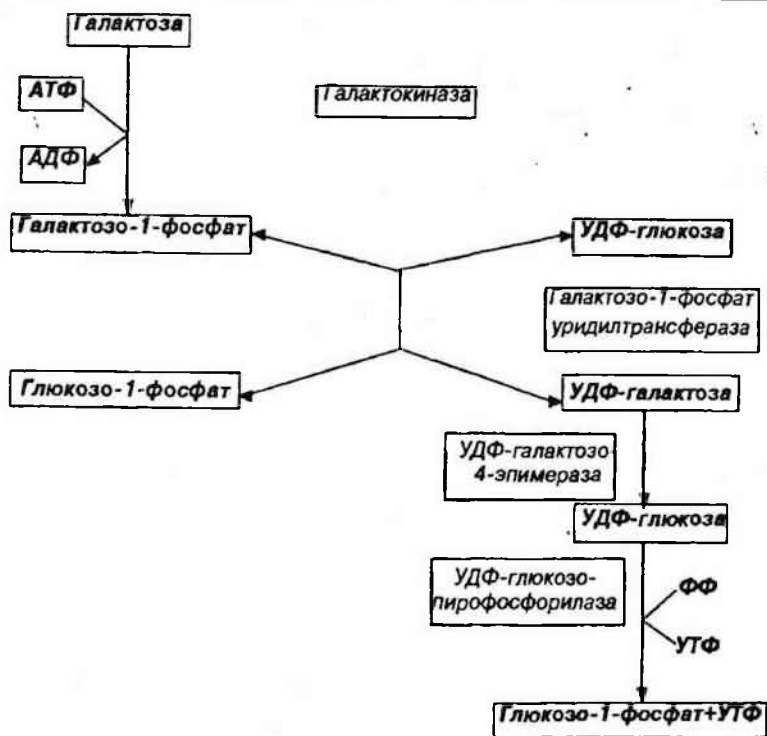 Галактоза
АТФ
Галактокиназа
АДФ
Галактозо-1-фосфат
УДФ-глюкоза
Галактозо-1-фосфат
уридилтрансфераза
Глюкозо-1-фосфат
УДФ-галактоза
УДФ-галактозо
4-эпимераза
УДФ-глюкоза
УДФ-глюкозо-
пирофосфорилаза
ФФ
УТФ
Глюкозо-1-фосфат+УТФ